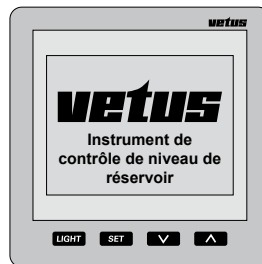 vetus
vetus
Instrument de
contrôle de niveau de
réservoir
LIGHT SET